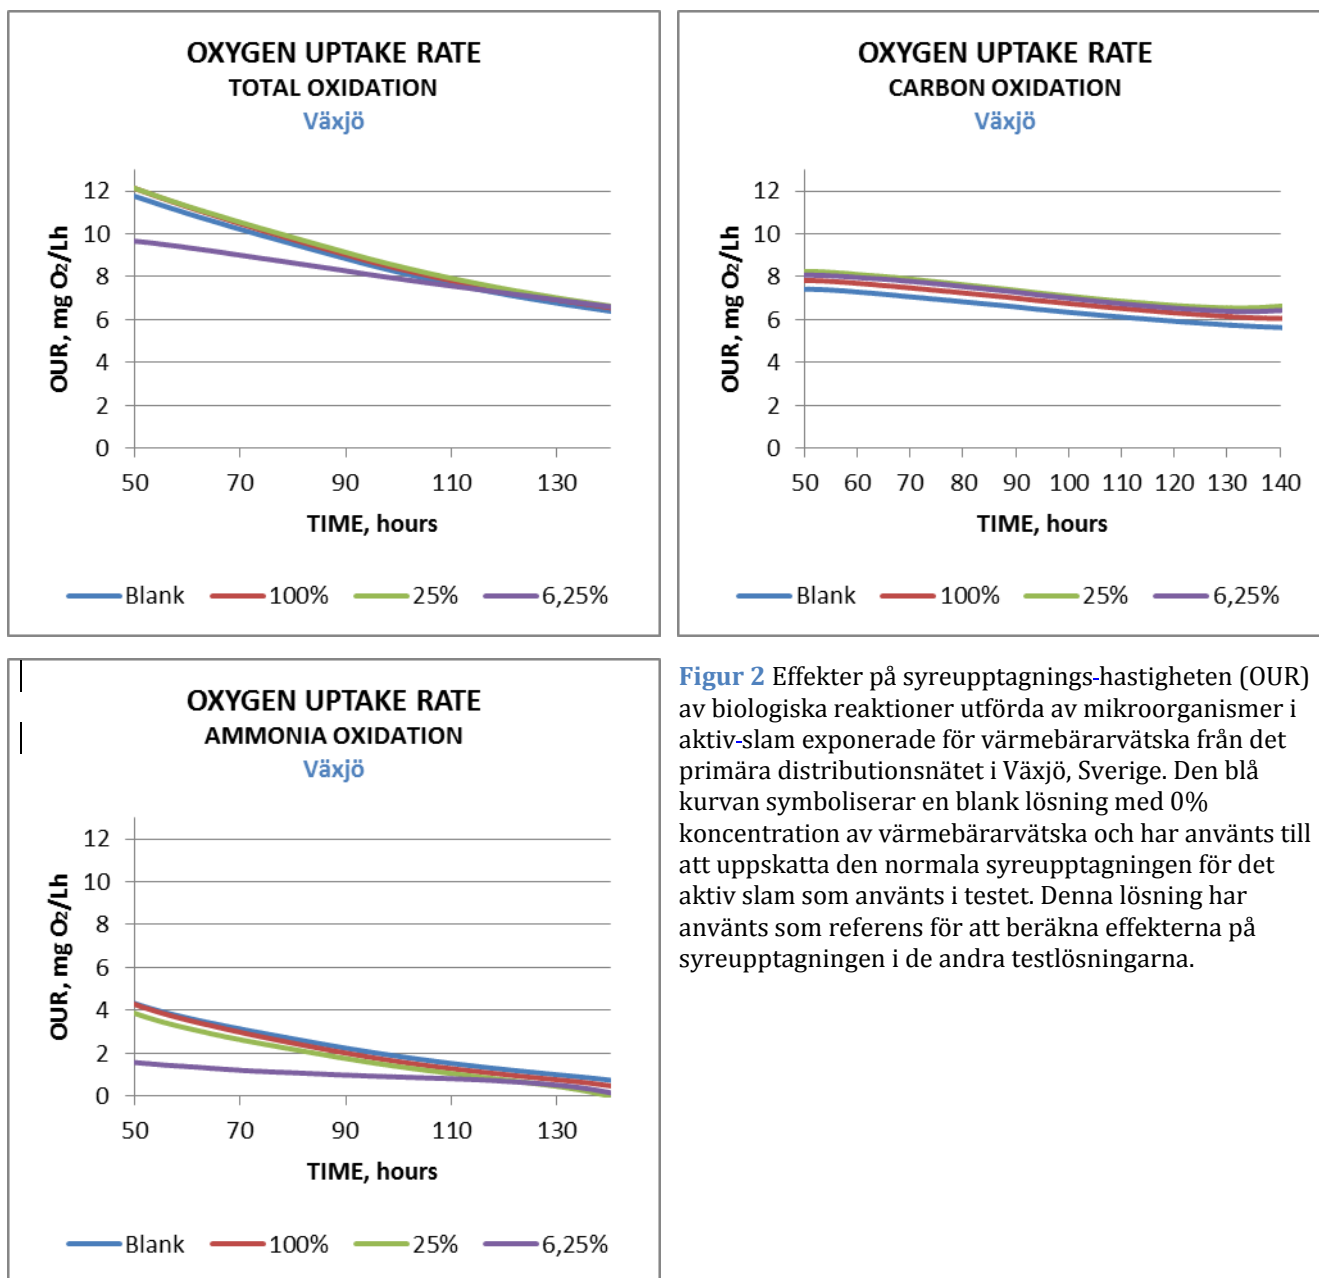 OXYGEN UPTAKE RATE
TOTAL OXIDATION
Växjö
OUR, mg O₂/Lh
12
10
8
6
4
2
0
50 70 90 110 130
TIME, hours
Blank 100% 25% 6,25%
OXYGEN UPTAKE RATE
CARBON OXIDATION
Växjö
OUR, mg O₂/Lh
12
10
8
6
4
2
0
50 60 70 80 90 100 110 120 130 140
TIME, hours
Blank 100% 25% 6,25%
OXYGEN UPTAKE RATE
AMMONIA OXIDATION
Växjö
OUR, mg O₂/Lh
12
10
8
6
4
2
0
50 70 90 110 130
TIME, hours
Blank 100% 25% 6,25%
Figur 2 Effekter på syreupptagnings-hastigheten (OUR)
av biologiska reaktioner utförda av mikroorganismer i
aktiv-slam exponerade för värmebärarvätska från det
primära distributionsnätet i Växjö, Sverige. Den blå
kurvan symboliserar en blank lösning med 0%
koncentration av värmebärarvätska och har använts till
att uppskatta den normala syreupptagningen för det
aktiv slam som använts i testet. Denna lösning har
använts som referens för att beräkna effekterna på
syreupptagningen i de andra testlösningarna.